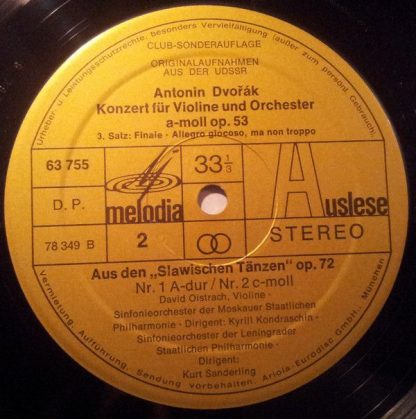 Urheber u Leistungsschutzrechte: besonders Vervielfältigung (außer zum persönl Gebrauch).
CLUB-SONDERAUFLAGE
ORIGINALAUFNAHMEN
AUS DER UDSSR
Antonin Dvořák
Konzert für Violine und Orchester
a-moll op. 53
3. Satz: Finale - Allegro giocoso, ma non troppo
63 755
33 1/3
Auslese
D. P.
melodia
78 349 B
2
STEREO
Aus den „Slawischen Tänzen" op. 72
Nr. 1 A-dur / Nr. 2 c-moll
David Oistrach, Violine
Sinfonieorchester der Moskauer Staatlichen
Philharmonie · Dirigent: Kyrill Kondraschin
Sinfonieorchester der Leningrader
Staatlichen Philharmonie ·
Dirigent:
Kurt Sanderling
Vermietung, Aufführung, Sendung vorbehalten. Ariola-Eurodisc GmbH., München